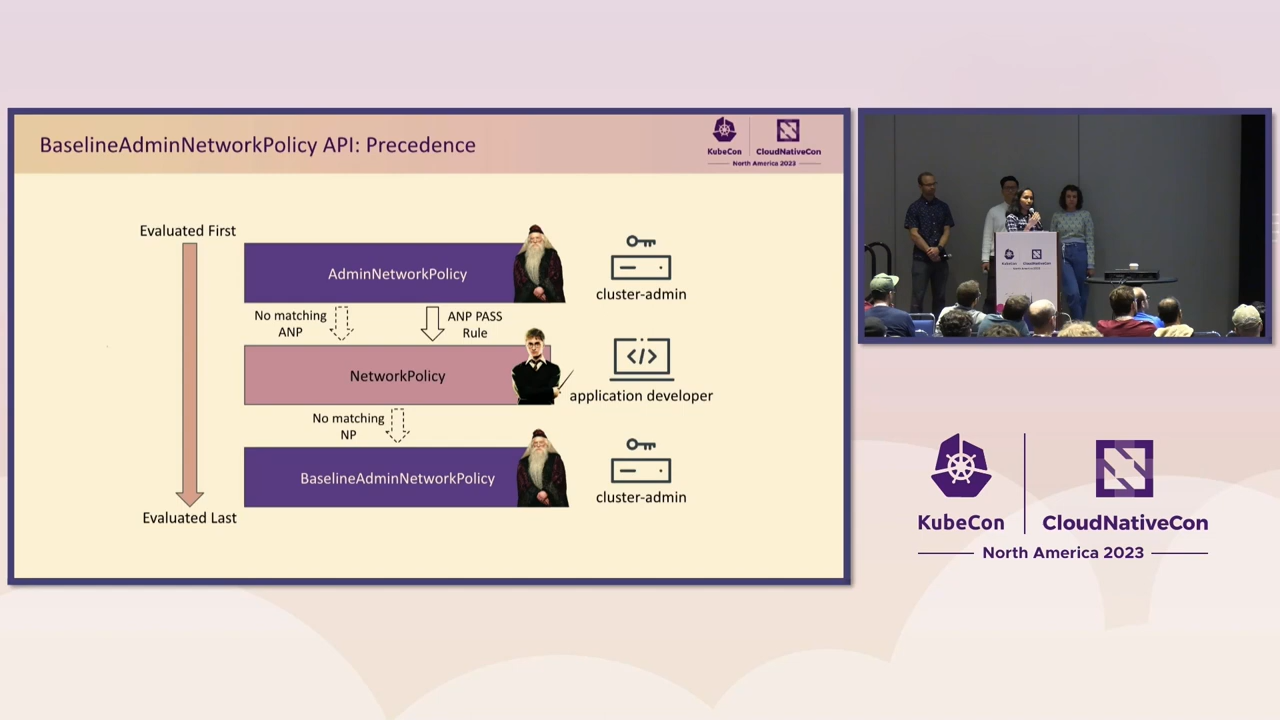 BaselineAdminNetworkPolicy API: Precedence
KubeCon
CloudNativeCon
North America 2023
Evaluated First
AdminNetworkPolicy
cluster-admin
No matching
ANP
ANP PASS
Rule
NetworkPolicy
application developer
No matching
NP
BaselineAdminNetworkPolicy
cluster-admin
Evaluated Last
KubeCon
CloudNativeCon
North America 2023